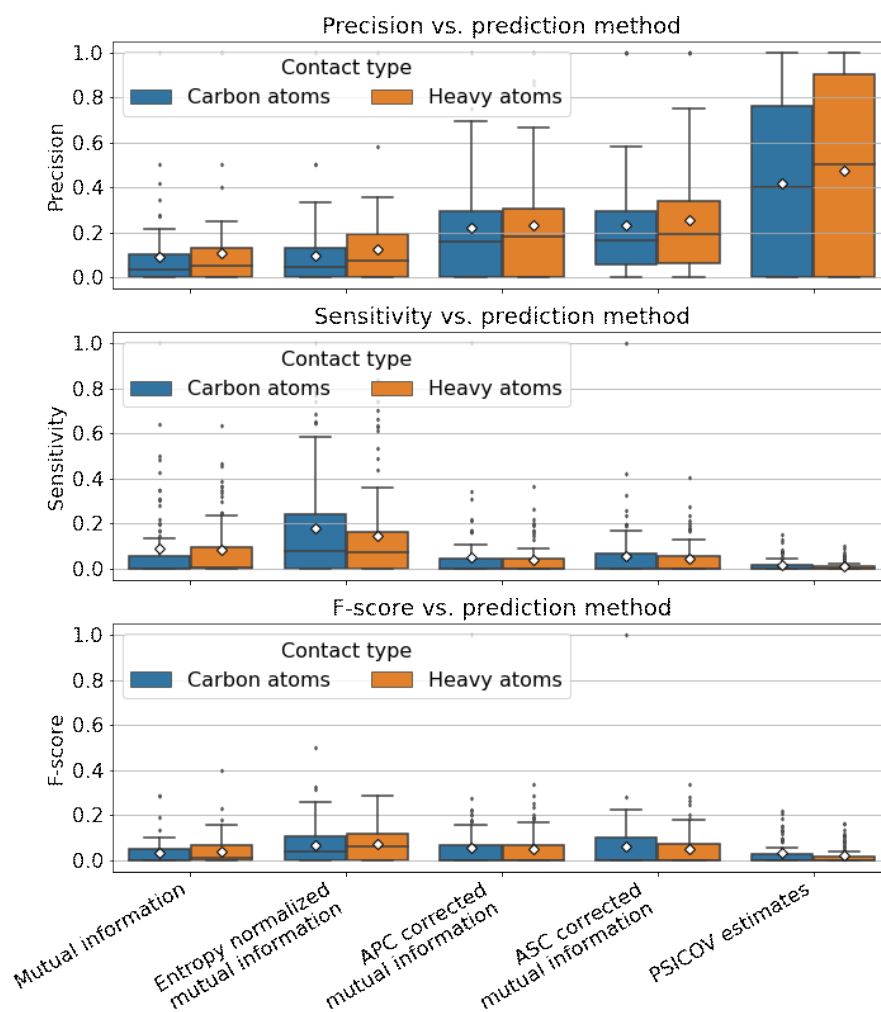 Precision vs. prediction method
Contact type
Carbon atoms Heavy atoms
Precision
1.0
0.8
0.6
0.4
0.2
0.0
Sensitivity vs. prediction method
Contact type
Carbon atoms Heavy atoms
Sensitivity
1.0
0.8
0.6
0.4
0.2
0.0
F-score vs. prediction method
Contact type
Carbon atoms Heavy atoms
F-score
1.0
0.8
0.6
0.4
0.2
0.0
Mutual information
Entropy normalized
mutual information
APC corrected
mutual information
ASC corrected
mutual information
PSICOV estimates